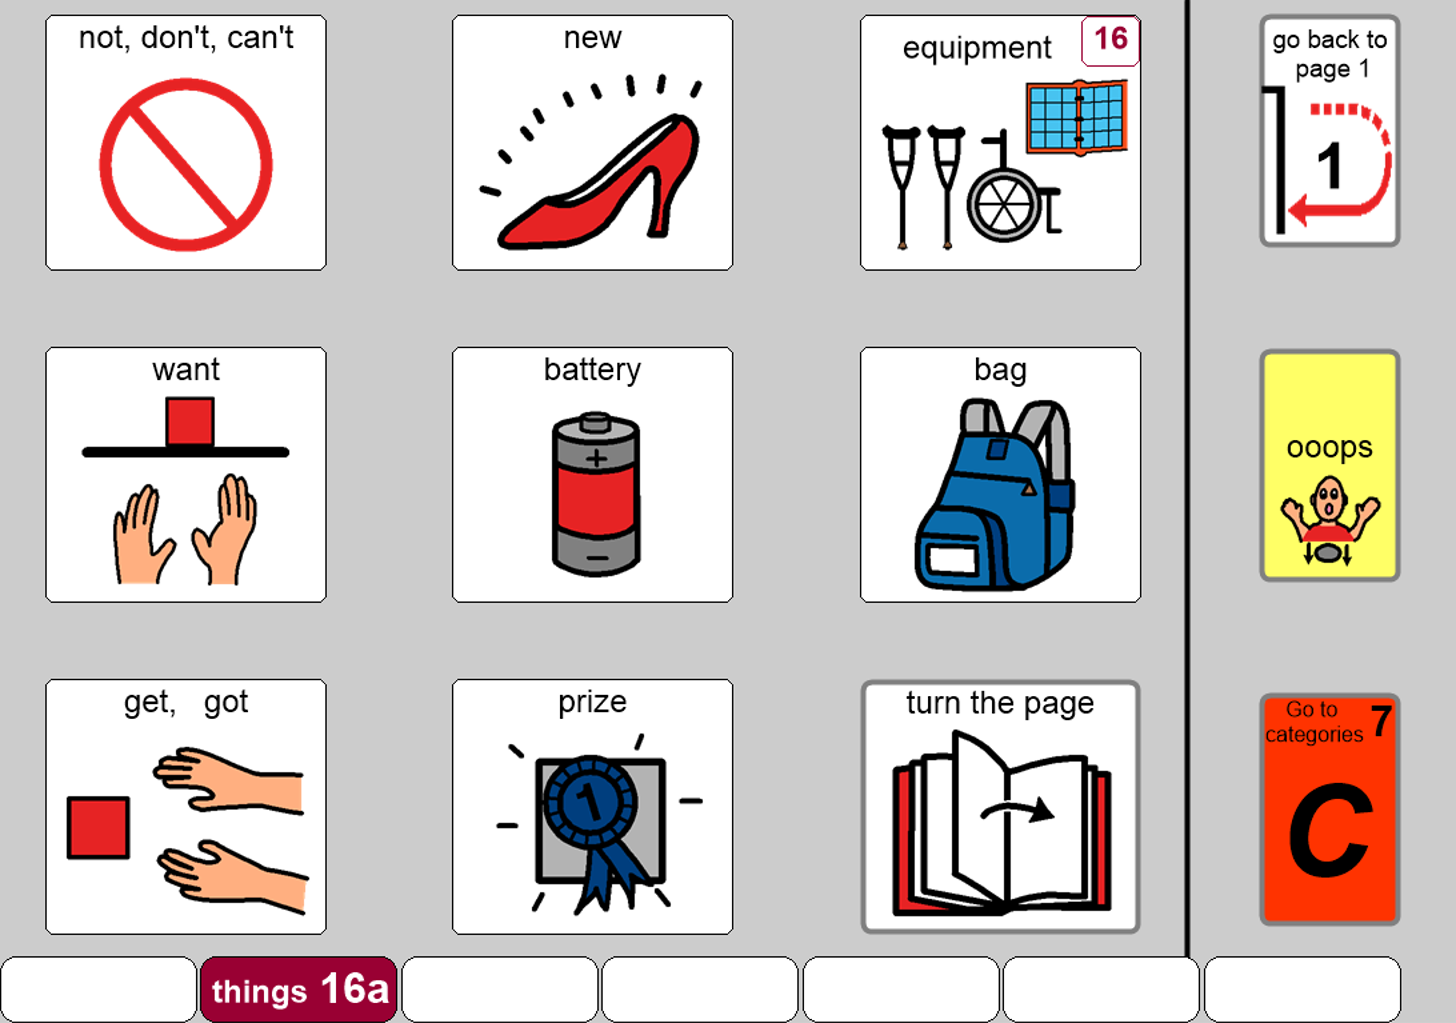 not, don't, can't
new
equipment
16
go back to
page 1
1
want
battery
+
-
bag
ooops
get, got
prize
1
turn the page
Go to
categories 7
C
things 16a